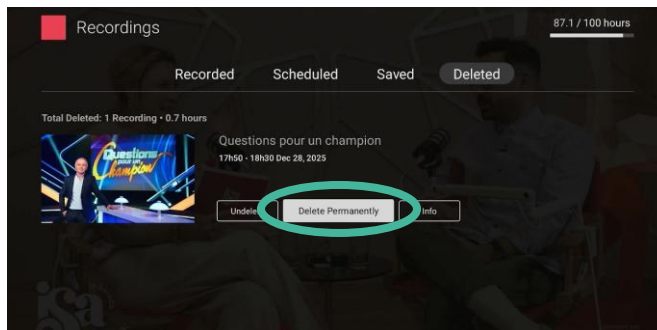 Recordings
87.1 / 100 hours
Recorded Scheduled Saved Deleted
Total Deleted: 1 Recording • 0.7 hours
Questions
pour un
Champion
Questions pour un champion
17h50 - 18h30 Dec 28, 2025
Delete Permanently
Info
isa